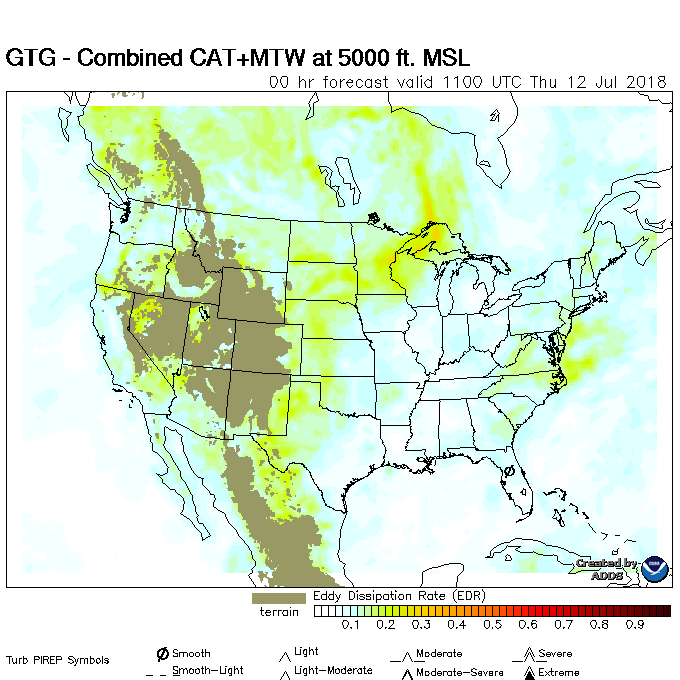 GTG - Combined CAT+MTW at 5000 ft. MSL
00 hr forecast valid 1100 UTC Thu 12 Jul 2018
Created by
ADDS
Eddy Dissipation Rate (EDR)
terrain
0.1 0.2 0.3 0.4 0.5 0.6 0.7 0.8 0.9
Turb PIREP Symbols
Smooth Light Moderate Severe
Smooth-Light Light-Moderate Moderate-Severe Extreme